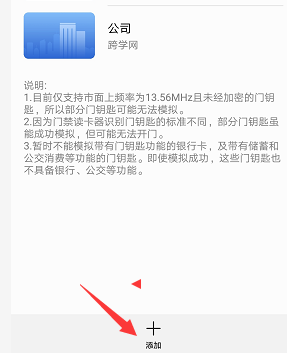 公司
跨学网
说明:
1.目前仅支持市面上频率为13.56MHz且未经加密的门钥
匙，所以部分门钥匙可能无法模拟。
2.因为门禁读卡器识别门钥匙的标准不同，部分门钥匙虽
能成功模拟，但可能无法开门。
3.暂时不能模拟带有门钥匙功能的银行卡，及带有储蓄和
公交消费等功能的门钥匙。即使模拟成功，这些门钥匙也
不具备银行、公交等功能。
添加